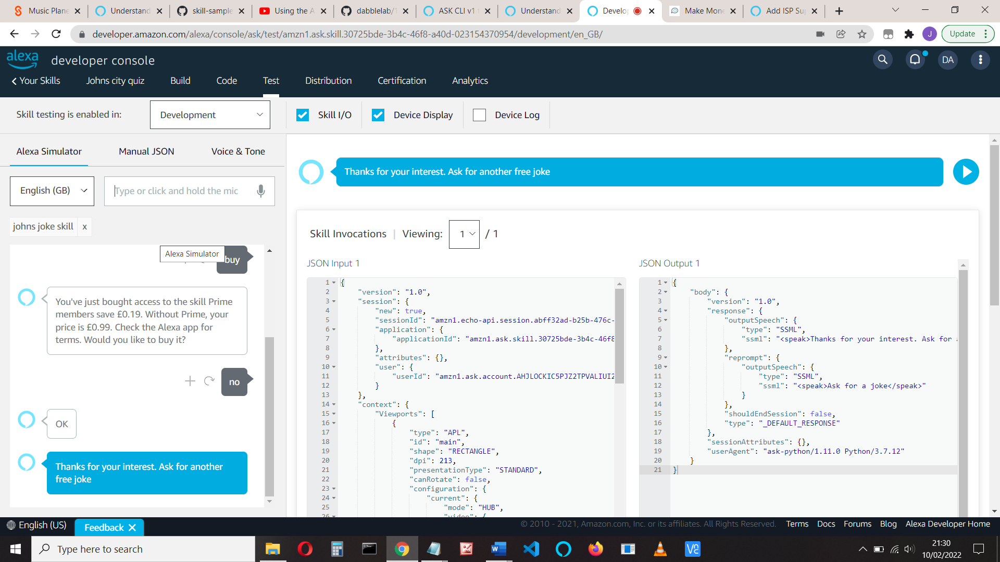 Music Plane
Understand
skill-sample
Using the A
dabblelab/1
ASK CLI v1
Understand
Develop
Make Mone
Add ISP Sup
developer.amazon.com/alexa/console/ask/test/amzn1.ask.skill.30725bde-3b4c-46f8-a40d-023154370954/development/en_GB/
J
Update
alexa developer console
DA
Your Skills
Johns city quiz
Build
Code
Test
Distribution
Certification
Analytics
Skill testing is enabled in:
Development
Skill I/O
Device Display
Device Log
Alexa Simulator
Manual JSON
Voice & Tone
English (GB)
Type or click and hold the mic
johns joke skill x
Alexa Simulator
buy
You've just bought access to the skill Prime
members save £0.19. Without Prime, your
price is £0.99. Check the Alexa app for
terms. Would you like to buy it?
no
OK
Thanks for your interest. Ask for another
free joke
Thanks for your interest. Ask for another free joke
Skill Invocations | Viewing: 1 / 1
JSON Input 1
1 {
2 "version": "1.0",
3 "session": {
4 "new": true,
5 "sessionId": "amzn1.echo-api.session.abff32ad-b25b-476c-
6 "application": {
7 "applicationId": "amzn1.ask.skill.30725bde-3b4c-46f8
8 },
9 "attributes": {},
10 "user": {
11 "userId": "amzn1.ask.account.AHJLOCKIC5PJZ2TPVALIUI2
12 }
13 },
14 "context": {
15 "Viewports": [
16 {
17 "type": "APL",
18 "id": "main",
19 "shape": "RECTANGLE",
20 "dpi": 213,
21 "presentationType": "STANDARD",
22 "canRotate": false,
23 "configuration": {
24 "current": {
25 "mode": "HUB",
26 "video": {
JSON Output 1
1 {
2 "body": {
3 "version": "1.0",
4 "response": {
5 "outputSpeech": {
6 "type": "SSML",
7 "ssml": "<speak>Thanks for your interest. Ask for
8 },
9 "reprompt": {
10 "outputSpeech": {
11 "type": "SSML",
12 "ssml": "<speak>Ask for a joke</speak>"
13 }
14 },
15 "shouldEndSession": false,
16 "type": "_DEFAULT_RESPONSE"
17 },
18 "sessionAttributes": {},
19 "userAgent": "ask-python/1.11.0 Python/3.7.12"
20 }
21 }
English (US)
Feedback
© 2010 - 2021, Amazon.com, Inc. or its affiliates. All Rights Reserved.
Terms
Docs
Forums
Blog
Alexa Developer Home
Type here to search
21:30
10/02/2022